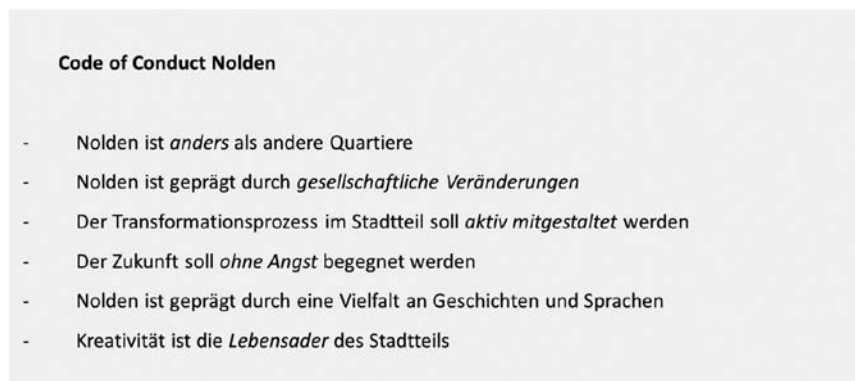 Code of Conduct Nolden
- Nolden ist anders als andere Quartiere
- Nolden ist geprägt durch gesellschaftliche Veränderungen
- Der Transformationsprozess im Stadtteil soll aktiv mitgestaltet werden
- Der Zukunft soll ohne Angst begegnet werden
- Nolden ist geprägt durch eine Vielfalt an Geschichten und Sprachen
- Kreativität ist die Lebensader des Stadtteils